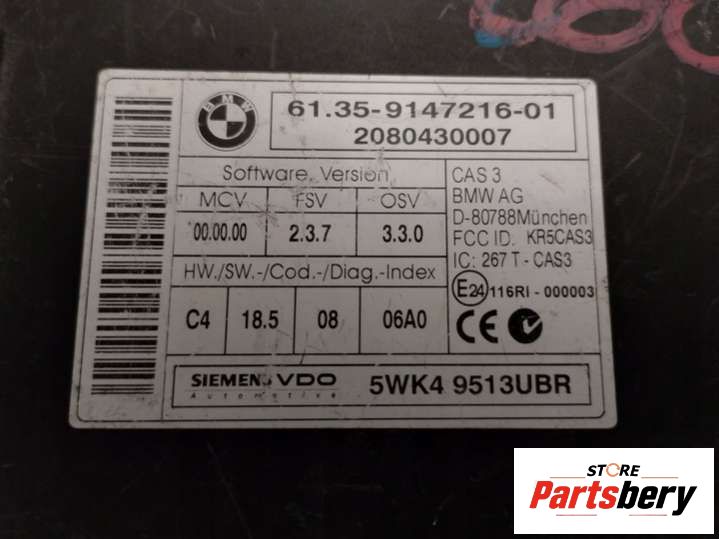 BMW
61.35-9147216-01
2080430007
Software Version
MCV FSV OSV
00.00.00 2.3.7 3.3.0
HW./SW.-/Cod.-/Diag.-Index
C4 18.5 08 06A0
CAS 3
BMW AG
D-80788München
FCC ID. KR5CAS3
IC: 267 T - CAS3
E24 116RI - 000003
CE N
SIEMENS VDO 5WK4 9513UBR
Automotive
STORE
Partsbery